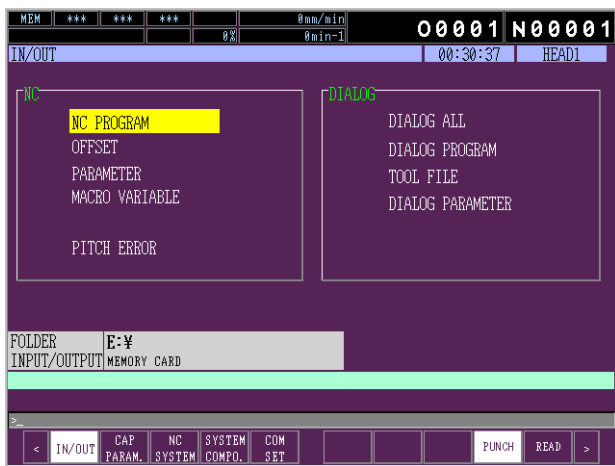 MEM *** *** *** 0mm/min O0001 N00001
0% 0min-1
IN/OUT 00:30:37 HEAD1
NC
NC PROGRAM
OFFSET
PARAMETER
MACRO VARIABLE
PITCH ERROR
DIALOG
DIALOG ALL
DIALOG PROGRAM
TOOL FILE
DIALOG PARAMETER
FOLDER E:¥
INPUT/OUTPUT MEMORY CARD
>_
< IN/OUT CAP PARAM. NC SYSTEM SYSTEM COMPO. COM SET PUNCH READ >